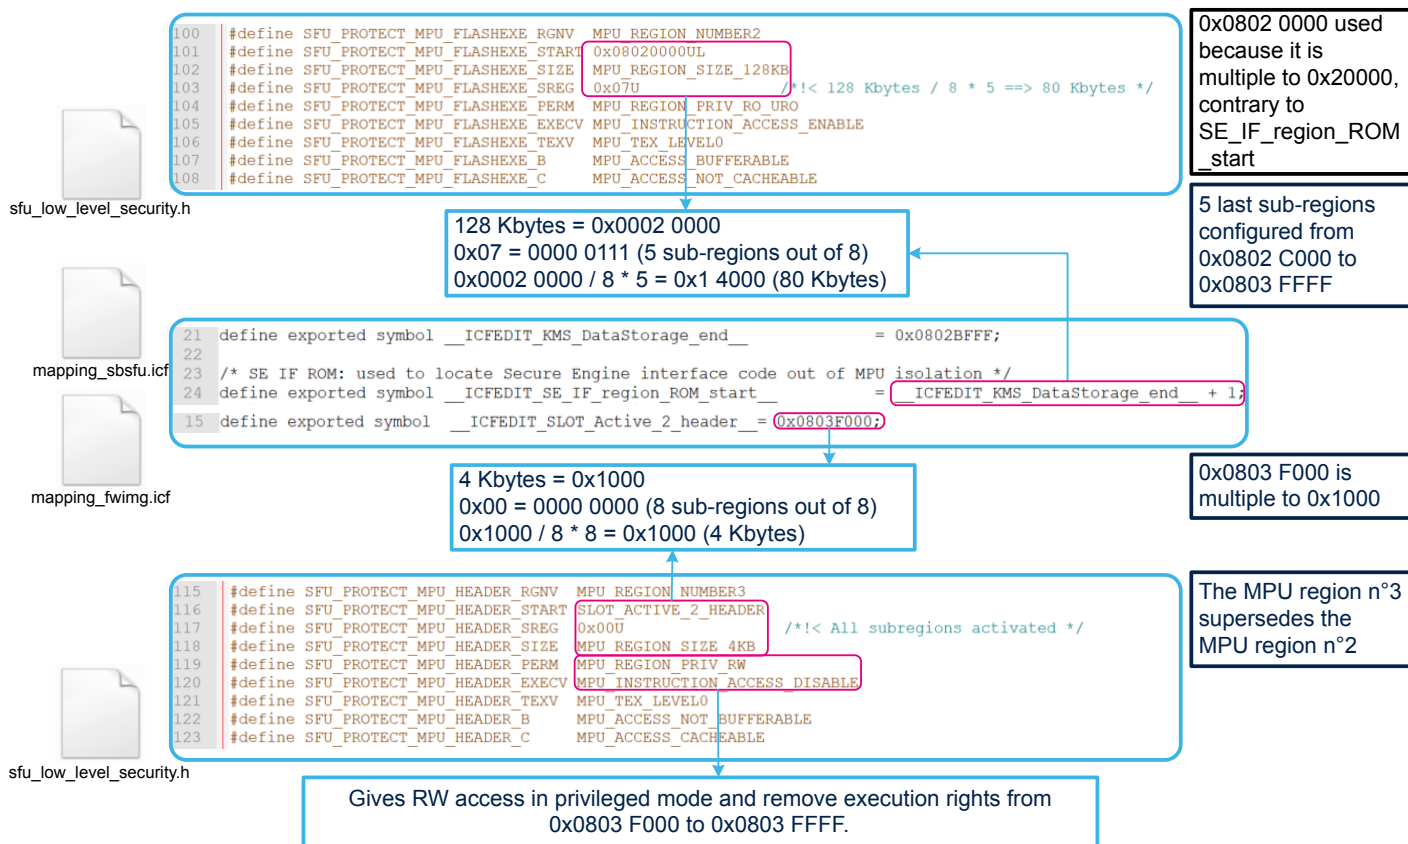 100 #define SFU_PROTECT_MPU_FLASHEXE_RGNV MPU_REGION_NUMBER2
101 #define SFU_PROTECT_MPU_FLASHEXE_START 0x08020000UL
102 #define SFU_PROTECT_MPU_FLASHEXE_SIZE MPU_REGION_SIZE_128KB
103 #define SFU_PROTECT_MPU_FLASHEXE_SREG 0x07U /*!< 128 Kbytes / 8 * 5 ==> 80 Kbytes */
104 #define SFU_PROTECT_MPU_FLASHEXE_PERM MPU_REGION_PRIV_RO_URO
105 #define SFU_PROTECT_MPU_FLASHEXE_EXECV MPU_INSTRUCTION_ACCESS_ENABLE
106 #define SFU_PROTECT_MPU_FLASHEXE_TEXV MPU_TEX_LEVEL0
107 #define SFU_PROTECT_MPU_FLASHEXE_B MPU_ACCESS_BUFFERABLE
108 #define SFU_PROTECT_MPU_FLASHEXE_C MPU_ACCESS_NOT_CACHEABLE
sfu_low_level_security.h
0x0802 0000 used
because it is
multiple to 0x20000,
contrary to
SE_IF_region_ROM
_start
128 Kbytes = 0x0002 0000
0x07 = 0000 0111 (5 sub-regions out of 8)
0x0002 0000 / 8 * 5 = 0x1 4000 (80 Kbytes)
5 last sub-regions
configured from
0x0802 C000 to
0x0803 FFFF
mapping_sbsfu.icf
21 define exported symbol __ICFEDIT_KMS_DataStorage_end__ = 0x0802BFFF;
22
23 /* SE IF ROM: used to locate Secure Engine interface code out of MPU isolation */
24 define exported symbol __ICFEDIT_SE_IF_region_ROM_start__ = __ICFEDIT_KMS_DataStorage_end__ + 1;
15 define exported symbol __ICFEDIT_SLOT_Active_2_header__= 0x0803F000;
mapping_fwimg.icf
4 Kbytes = 0x1000
0x00 = 0000 0000 (8 sub-regions out of 8)
0x1000 / 8 * 8 = 0x1000 (4 Kbytes)
0x0803 F000 is
multiple to 0x1000
115 #define SFU_PROTECT_MPU_HEADER_RGNV MPU_REGION_NUMBER3
116 #define SFU_PROTECT_MPU_HEADER_START SLOT_ACTIVE_2_HEADER
117 #define SFU_PROTECT_MPU_HEADER_SREG 0x00U /*!< All subregions activated */
118 #define SFU_PROTECT_MPU_HEADER_SIZE MPU_REGION_SIZE_4KB
119 #define SFU_PROTECT_MPU_HEADER_PERM MPU_REGION_PRIV_RW
120 #define SFU_PROTECT_MPU_HEADER_EXECV MPU_INSTRUCTION_ACCESS_DISABLE
121 #define SFU_PROTECT_MPU_HEADER_TEXV MPU_TEX_LEVEL0
122 #define SFU_PROTECT_MPU_HEADER_B MPU_ACCESS_NOT_BUFFERABLE
123 #define SFU_PROTECT_MPU_HEADER_C MPU_ACCESS_CACHEABLE
sfu_low_level_security.h
The MPU region n°3
supersedes the
MPU region n°2
Gives RW access in privileged mode and remove execution rights from
0x0803 F000 to 0x0803 FFFF.